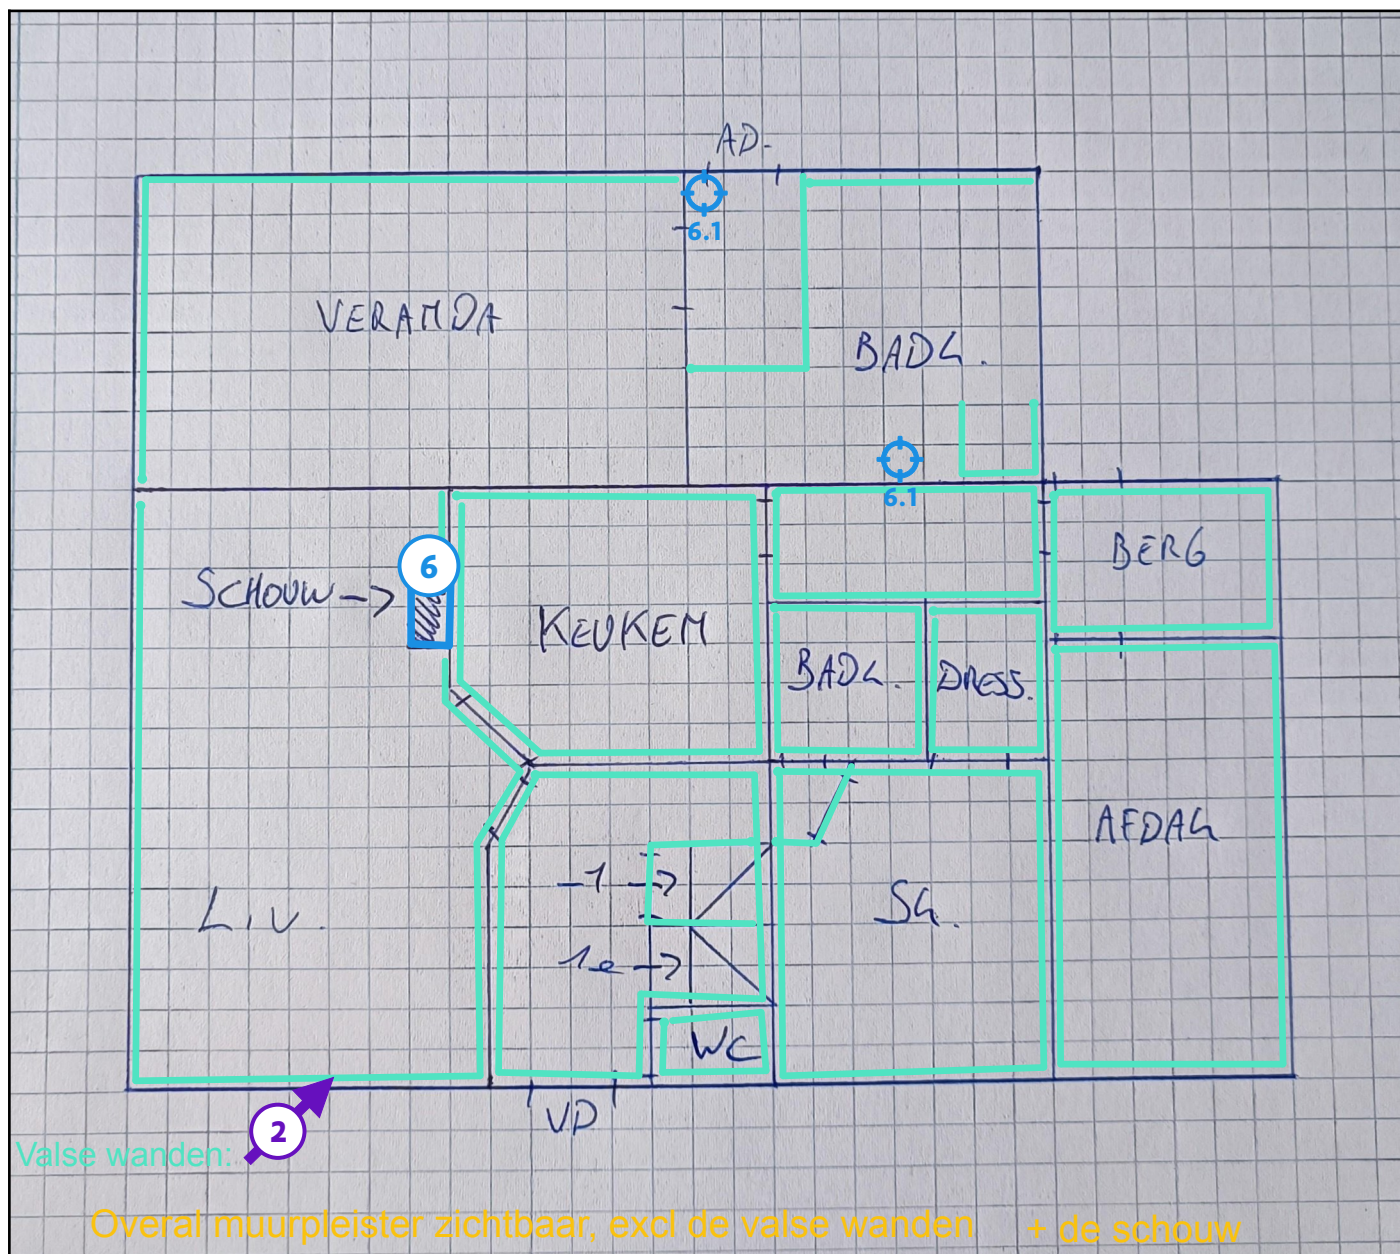 AD.
6.1
VERANDA
BADK.
6.1
BERG
6
SCHOUW ->
KEUKEN
BADK.
DRESS.
AFDAK
-1 ->
SK.
LIV.
1e ->
WC
VD
2
Valse wanden:
Overal muurpleister zichtbaar, excl de valse wanden + de schouw